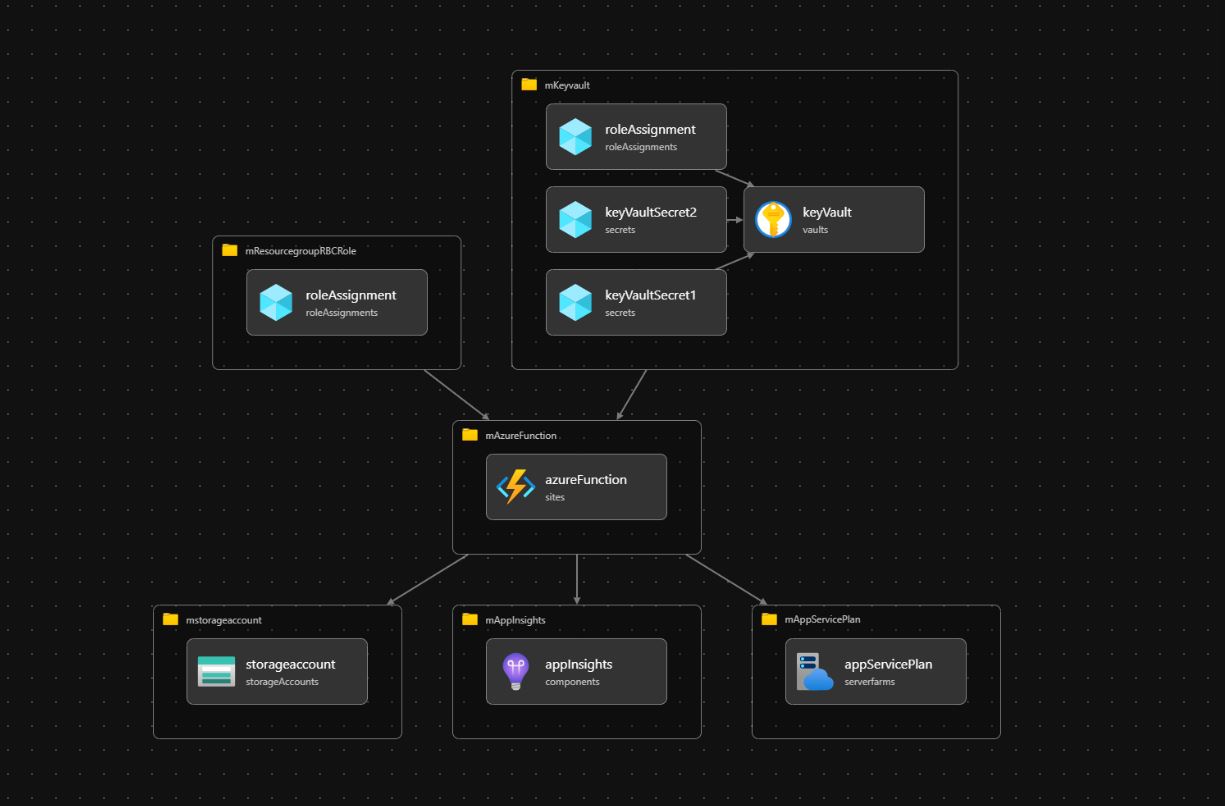 mKeyvault
roleAssignment
roleAssignments
keyVaultSecret2
secrets
keyVault
vaults
keyVaultSecret1
secrets
mResourcegroupRBCRole
roleAssignment
roleAssignments
mAzureFunction
azureFunction
sites
mstorageaccount
storageaccount
storageAccounts
mAppInsights
appInsights
components
mAppServicePlan
appServicePlan
serverfarms